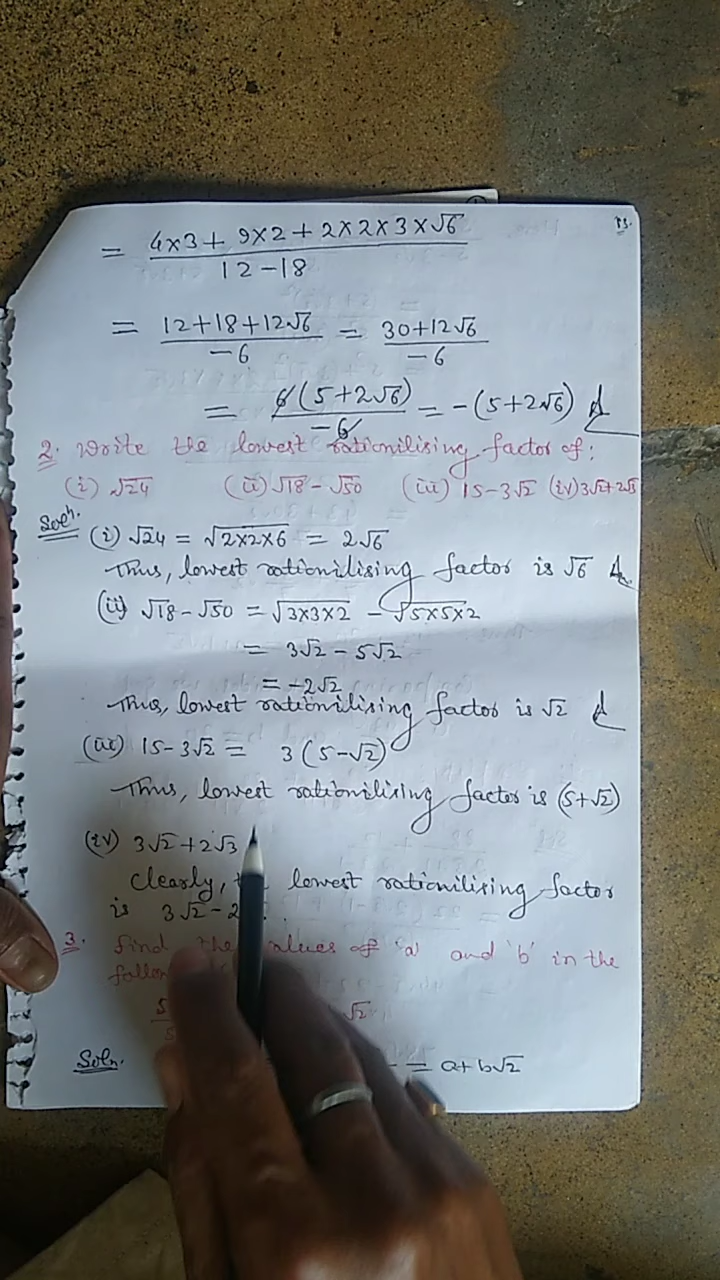 33.
= 4×3+ 9×2+2×2×3×√6 / 12-18
= 12+18+12√6 / -6 = 30+12√6 / -6
= 6(5+2√6) / -6 = -(5+2√6) A
2. Write the lowest rationilising factor of:
(i) √24 (ii) √18-√50 (iii) 15-3√2 (iv) 3√2+2√3
Soln. (i) √24 = √2×2×6 = 2√6
Thus, lowest rationilising factor is √6 A
(ii) √18-√50 = √3×3×2 - √5×5×2
= 3√2-5√2
= -2√2
Thus, lowest rationilising factor is √2 A
(iii) 15-3√2 = 3(5-√2)
Thus, lowest rationilising factor is (5+√2)
(iv) 3√2+2√3
Clearly, lowest rationilising factor
is 3√2-2
3. Find the values of 'a' and 'b' in the
√2
Soln. = a+b√2